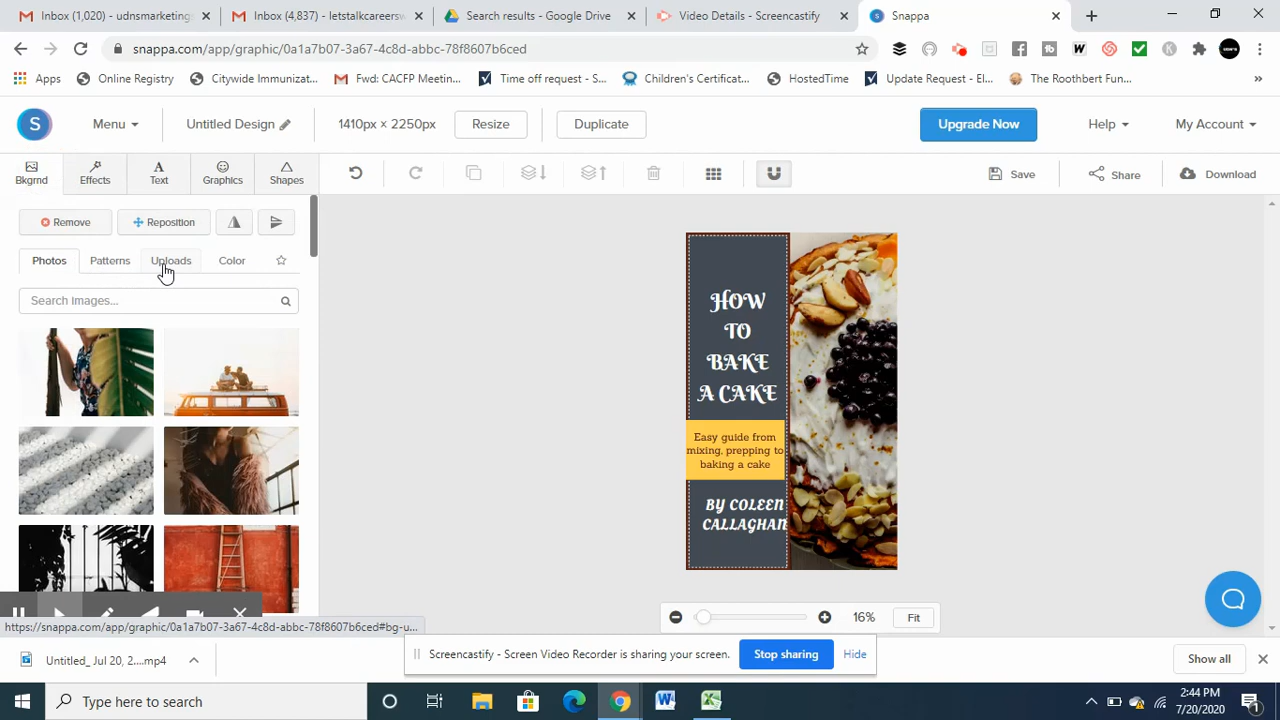 Inbox (1,020) - udnsmarketing
Inbox (4,837) - letstalkcareersw
Search results - Google Drive
Video Details - Screencastify
Snappa
snappa.com/app/graphic/0a1a7b07-3a67-4c8d-abbc-78f8607b6ced
Apps
Online Registry
Citywide Immunizat...
Fwd: CACFP Meetin...
Time off request - S...
Children's Certificat...
HostedTime
Update Request - El...
The Roothbert Fun...
S
Menu
Untitled Design
1410px × 2250px
Resize
Duplicate
Upgrade Now
Help
My Account
Bkgrnd
Effects
Text
Graphics
Shapes
Save
Share
Download
Remove
Reposition
Photos
Patterns
Uploads
Color
Search images...
HOW
TO
BAKE
A CAKE
Easy guide from
mixing, prepping to
baking a cake
BY COLEEN
CALLAGHAN
16%
Fit
https://snappa.com/app/graphic/0a1a7b07-3a67-4c8d-abbc-78f8607b6ced#bg-u...
Untitled_ Jul 20, 2....mp4
Screencastify - Screen Video Recorder is sharing your screen.
Stop sharing
Hide
Show all
Type here to search
2:44 PM
7/20/2020